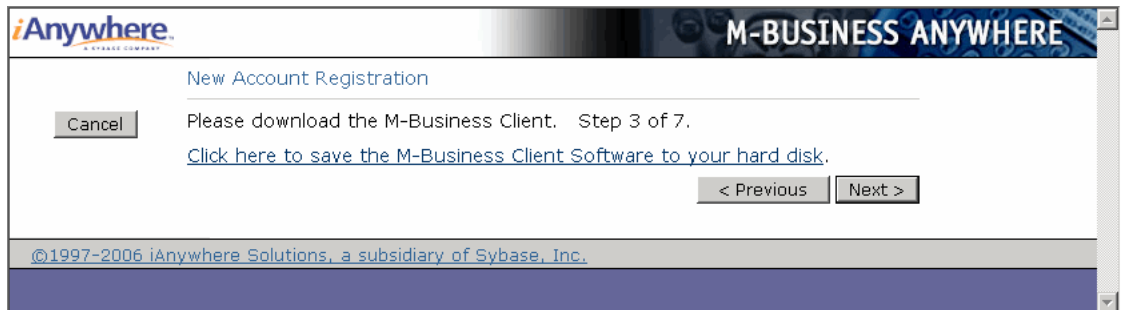 iAnywhere
A SYBASE COMPANY
M-BUSINESS ANYWHERE
New Account Registration
Cancel
Please download the M-Business Client. Step 3 of 7.
Click here to save the M-Business Client Software to your hard disk.
< Previous
Next >
©1997-2006 iAnywhere Solutions, a subsidiary of Sybase, Inc.